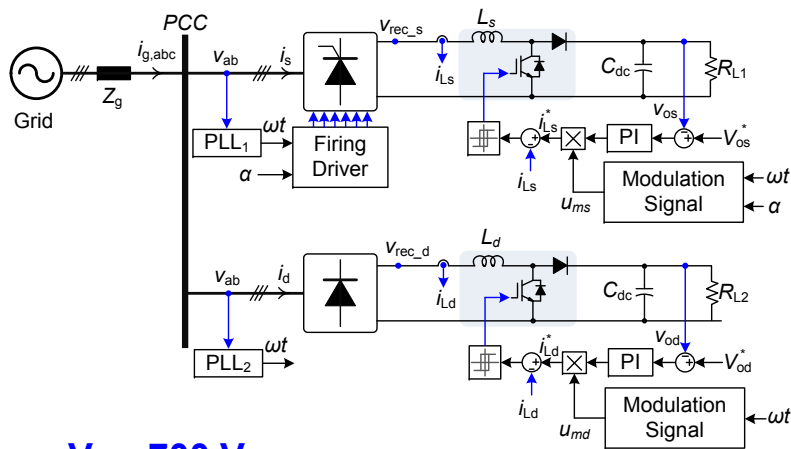 PCC
v_rec_s
L_s
i_g,abc
v_ab
i_s
i_Ls
C_dc
R_L1
Z_g
Grid
v_os
PLL₁
ωt
Firing
Driver
α
i*_Ls
PI
V*_os
i_Ls
u_ms
Modulation
Signal
ωt
α
v_rec_d
L_d
v_ab
i_d
i_Ld
C_dc
R_L2
PLL₂
ωt
v_od
i*_Ld
PI
V*_od
i_Ld
u_md
Modulation
Signal
ωt